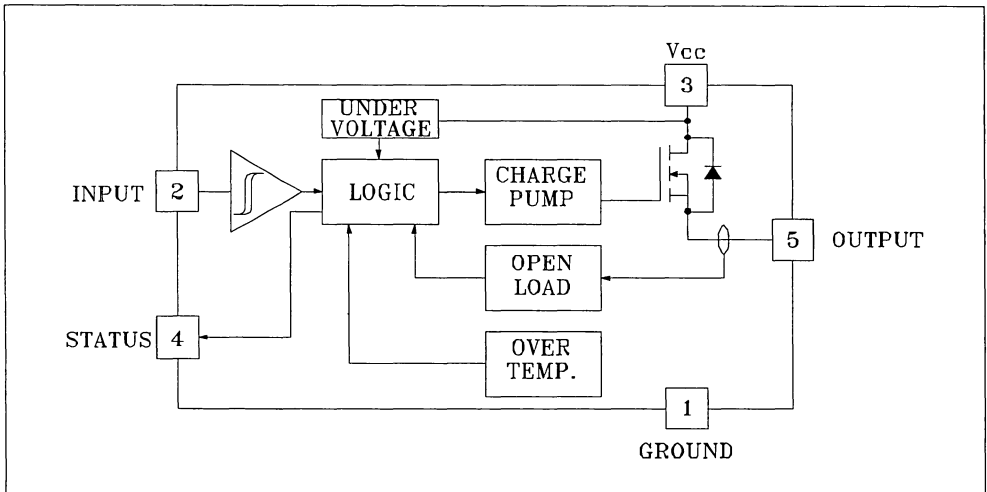 Vcc
3
UNDER
VOLTAGE
INPUT
2
LOGIC
CHARGE
PUMP
5
OUTPUT
OPEN
LOAD
STATUS
4
OVER
TEMP.
1
GROUND